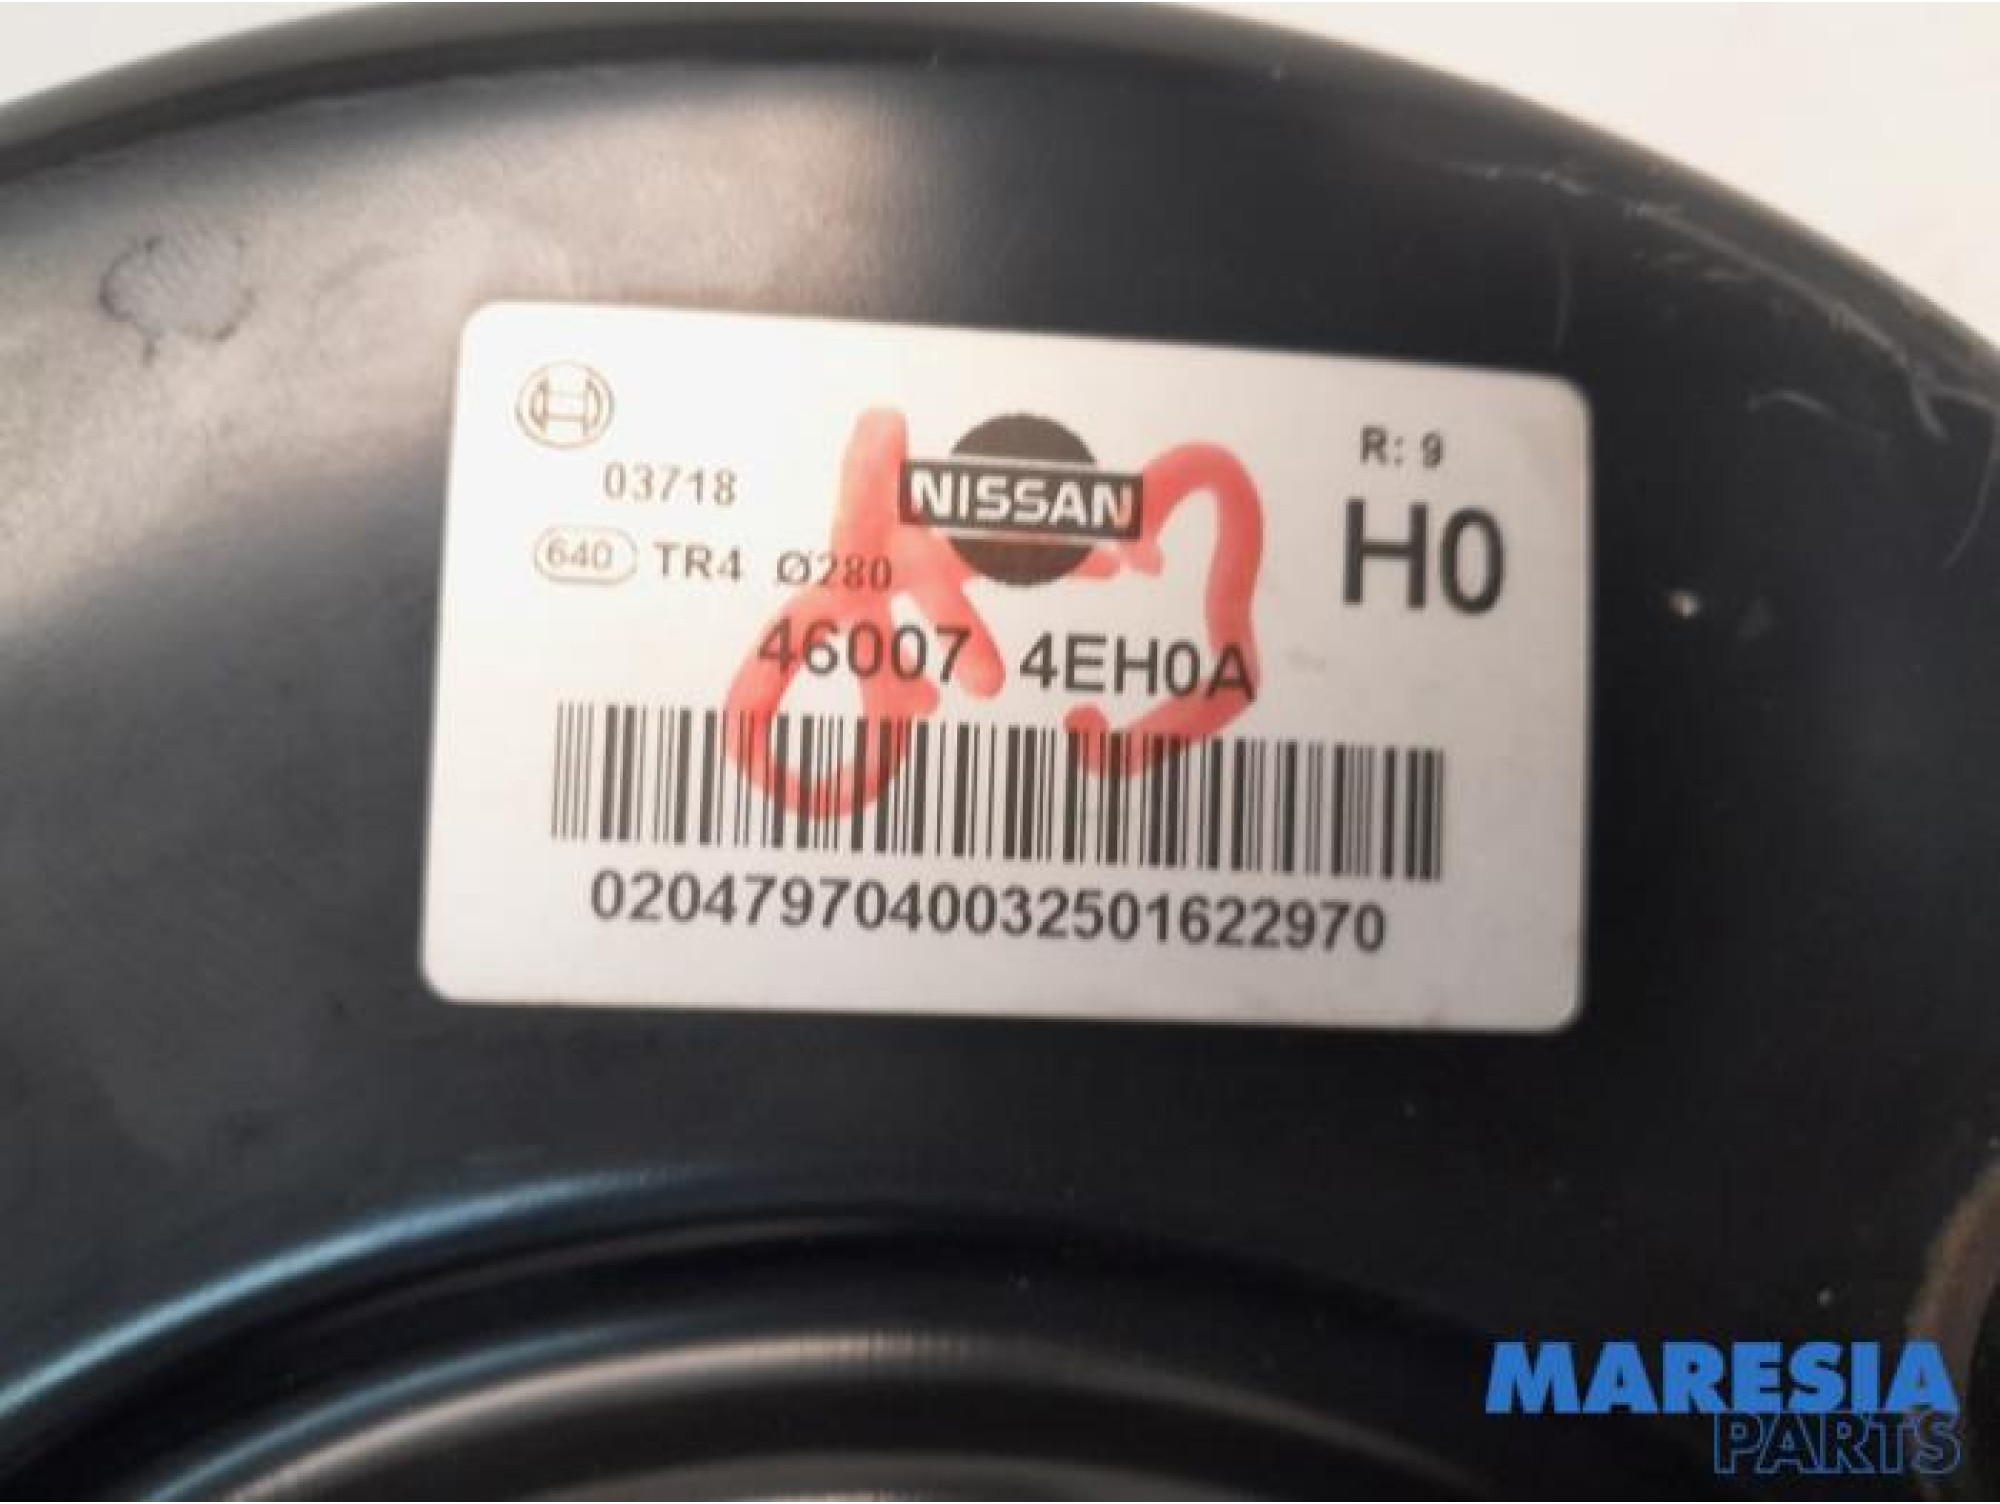 R: 9
NISSAN
03718
H0
640 TR4 Ø280
46007 4EH0A
0204797040032501622970
MARESIA
PARTS